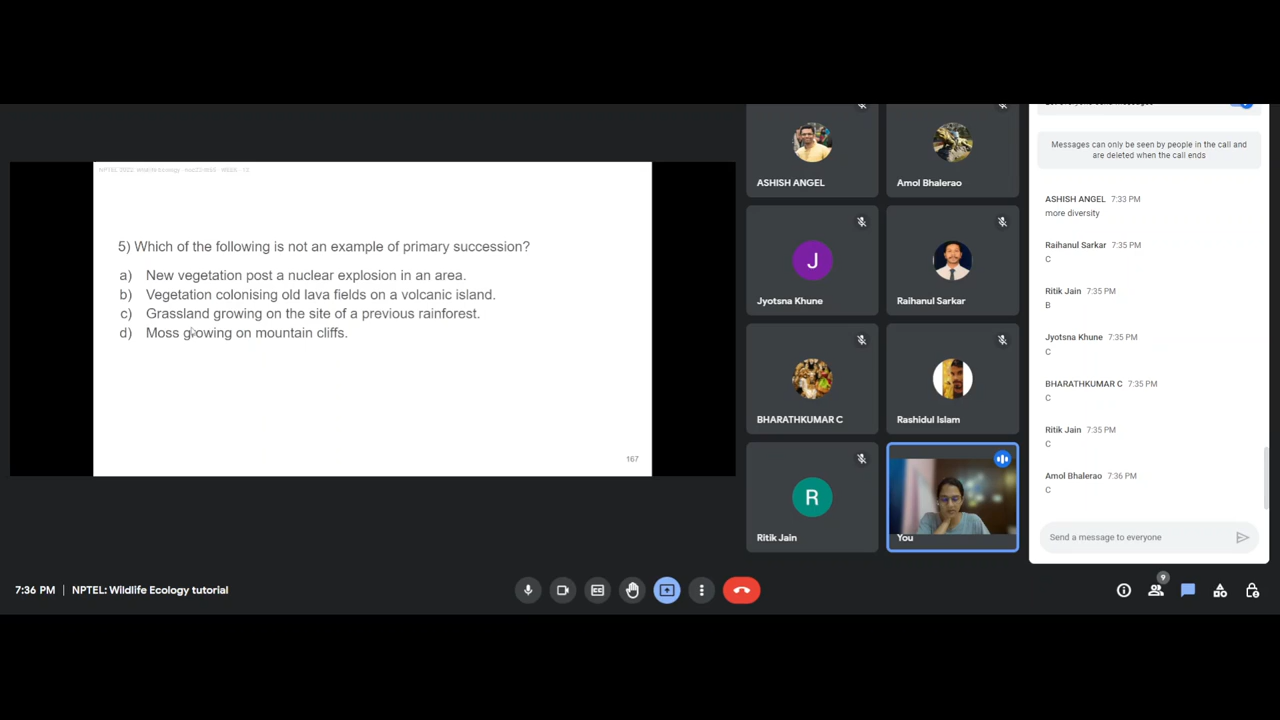 NPTEL 2023: Wildlife Ecology
5) Which of the following is not an example of primary succession?
a) New vegetation post a nuclear explosion in an area.
b) Vegetation colonising old lava fields on a volcanic island.
c) Grassland growing on the site of a previous rainforest.
d) Moss growing on mountain cliffs.
167
ASHISH ANGEL
Amol Bhalerao
J
Jyotsna Khune
Raihanul Sarkar
BHARATHKUMAR C
Rashidul Islam
R
Ritik Jain
You
Messages can only be seen by people in the call and
are deleted when the call ends
ASHISH ANGEL 7:33 PM
more diversity
Raihanul Sarkar 7:35 PM
C
Ritik Jain 7:35 PM
B
Jyotsna Khune 7:35 PM
C
BHARATHKUMAR C 7:35 PM
C
Ritik Jain 7:35 PM
C
Amol Bhalerao 7:36 PM
C
Send a message to everyone
7:36 PM | NPTEL: Wildlife Ecology tutorial
9